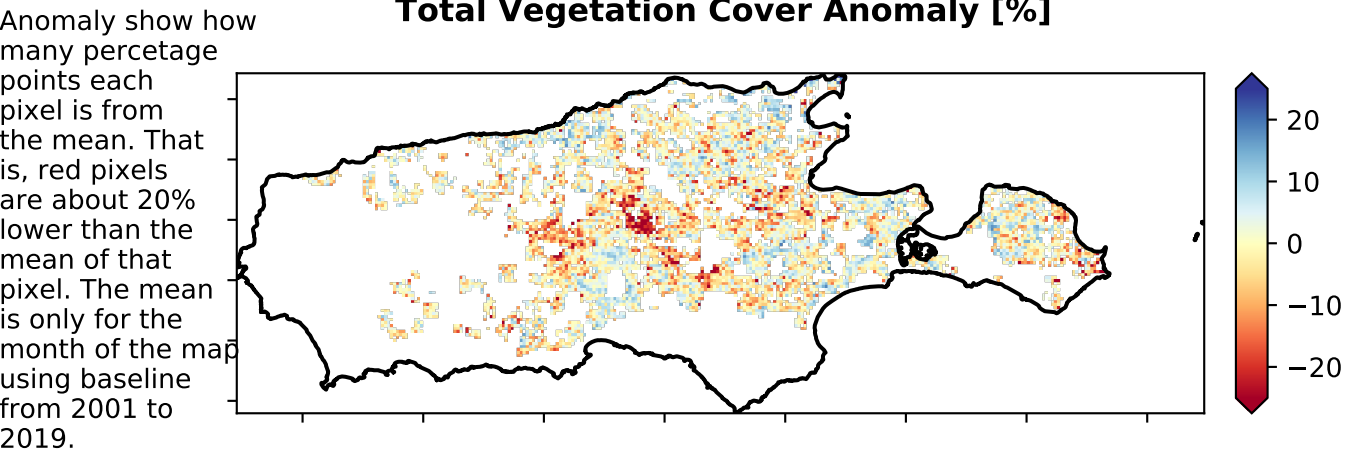 Total Vegetation Cover Anomaly [%]
Anomaly show how
many percetage
points each
pixel is from
the mean. That
is, red pixels
are about 20%
lower than the
mean of that
pixel. The mean
is only for the
month of the map
using baseline
from 2001 to
2019.
20
10
0
−10
−20